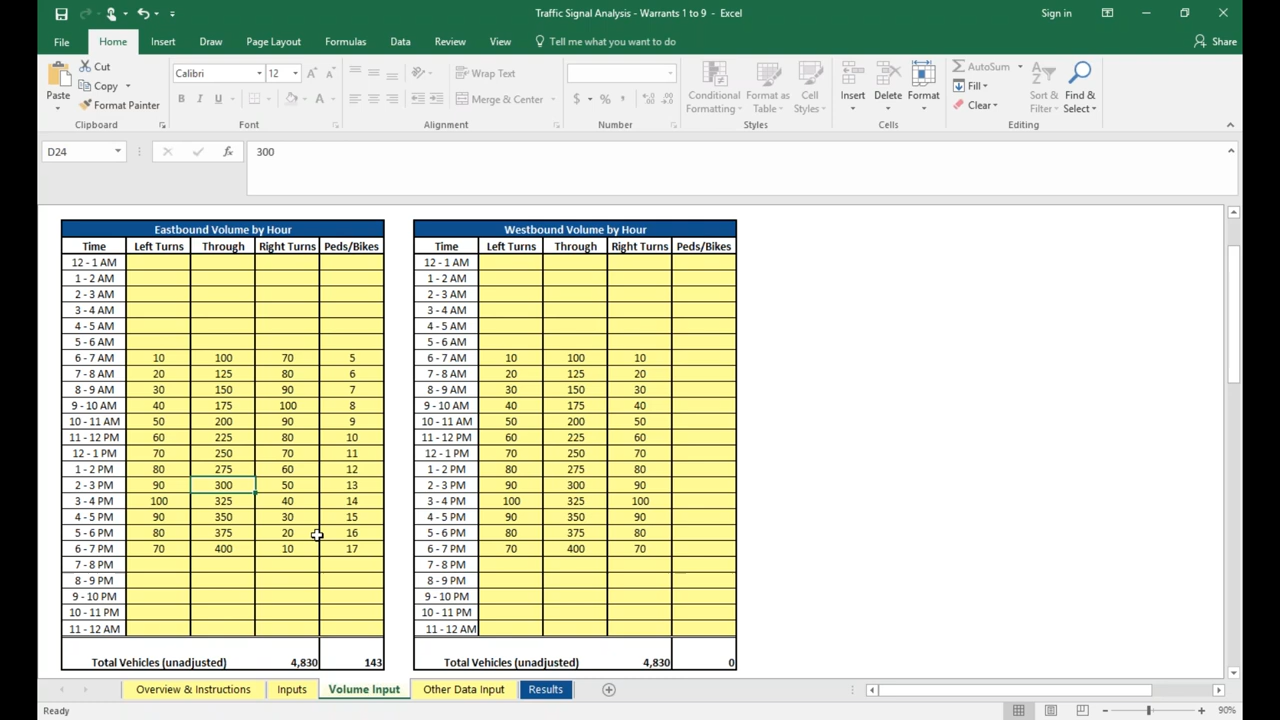 Traffic Signal Analysis - Warrants 1 to 9 - Excel
Sign in
File Home Insert Draw Page Layout Formulas Data Review View Tell me what you want to do Share
Paste
Cut
Copy
Format Painter
Clipboard
Calibri 12
B I U
Font
Wrap Text
Merge & Center
Alignment
$ % ,
Number
Conditional Formatting
Format as Table
Cell Styles
Styles
Insert
Delete
Format
Cells
AutoSum
Fill
Clear
Sort & Filter
Find & Select
Editing
D24 fx 300
Eastbound Volume by Hour
Time Left Turns Through Right Turns Peds/Bikes
12 - 1 AM
1 - 2 AM
2 - 3 AM
3 - 4 AM
4 - 5 AM
5 - 6 AM
6 - 7 AM 10 100 70 5
7 - 8 AM 20 125 80 6
8 - 9 AM 30 150 90 7
9 - 10 AM 40 175 100 8
10 - 11 AM 50 200 90 9
11 - 12 PM 60 225 80 10
12 - 1 PM 70 250 70 11
1 - 2 PM 80 275 60 12
2 - 3 PM 90 300 50 13
3 - 4 PM 100 325 40 14
4 - 5 PM 90 350 30 15
5 - 6 PM 80 375 20 16
6 - 7 PM 70 400 10 17
7 - 8 PM
8 - 9 PM
9 - 10 PM
10 - 11 PM
11 - 12 AM
Total Vehicles (unadjusted) 4,830 143
Westbound Volume by Hour
Time Left Turns Through Right Turns Peds/Bikes
12 - 1 AM
1 - 2 AM
2 - 3 AM
3 - 4 AM
4 - 5 AM
5 - 6 AM
6 - 7 AM 10 100 10
7 - 8 AM 20 125 20
8 - 9 AM 30 150 30
9 - 10 AM 40 175 40
10 - 11 AM 50 200 50
11 - 12 PM 60 225 60
12 - 1 PM 70 250 70
1 - 2 PM 80 275 80
2 - 3 PM 90 300 90
3 - 4 PM 100 325 100
4 - 5 PM 90 350 90
5 - 6 PM 80 375 80
6 - 7 PM 70 400 70
7 - 8 PM
8 - 9 PM
9 - 10 PM
10 - 11 PM
11 - 12 AM
Total Vehicles (unadjusted) 4,830 0
Overview & Instructions Inputs Volume Input Other Data Input Results
Ready 90%